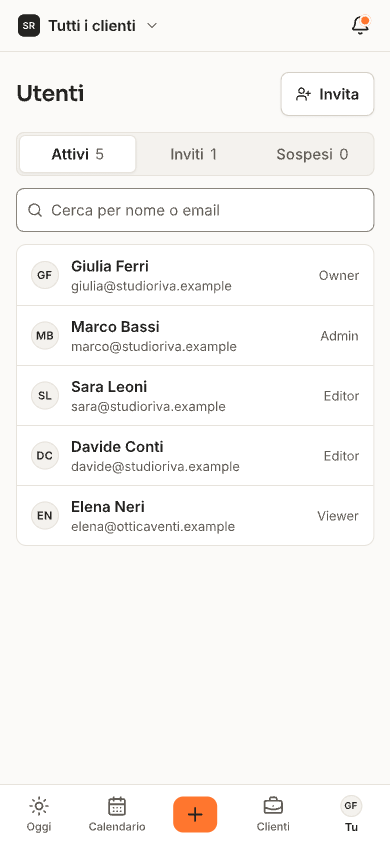 SR Tutti i clienti
Utenti
Invita
Attivi 5 Inviti 1 Sospesi 0
Cerca per nome o email
GF Giulia Ferri Owner
giulia@studioriva.example
MB Marco Bassi Admin
marco@studioriva.example
SL Sara Leoni Editor
sara@studioriva.example
DC Davide Conti Editor
davide@studioriva.example
EN Elena Neri Viewer
elena@otticaventi.example
GF
Oggi Calendario Clienti Tu